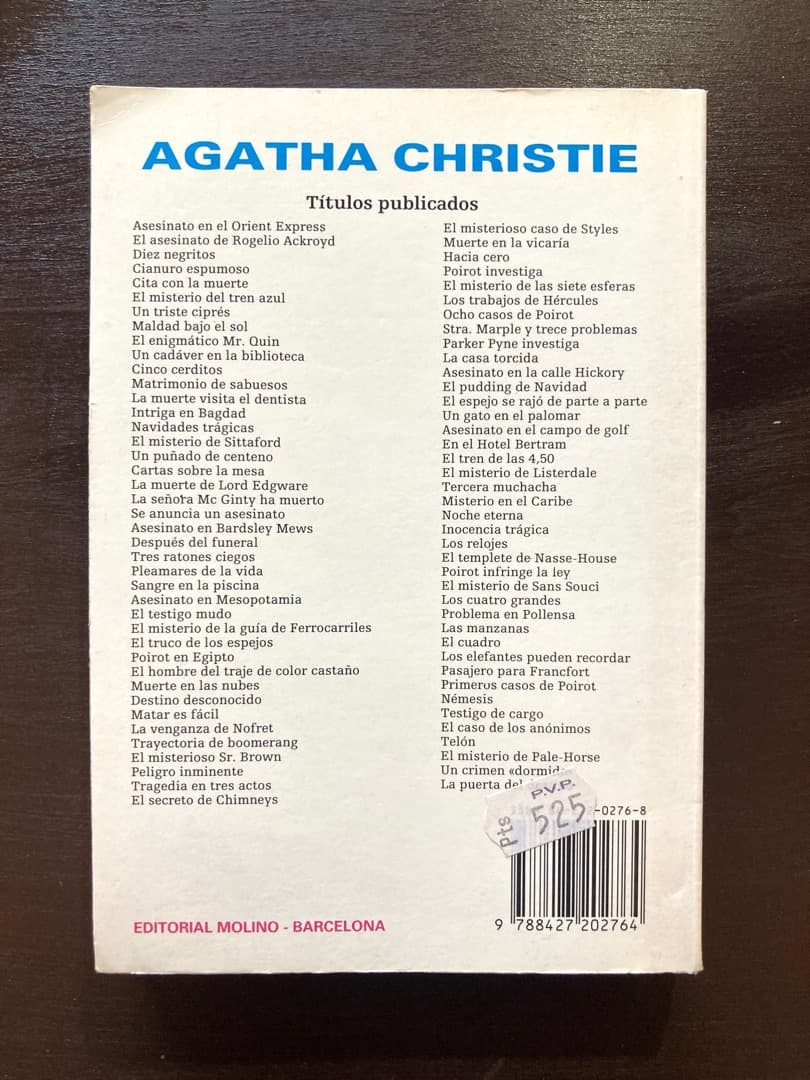 AGATHA CHRISTIE
Títulos publicados
Asesinato en el Orient Express
El asesinato de Rogelio Ackroyd
Diez negritos
Cianuro espumoso
Cita con la muerte
El misterio del tren azul
Un triste ciprés
Maldad bajo el sol
El enigmático Mr. Quin
Un cadáver en la biblioteca
Cinco cerditos
Matrimonio de sabuesos
La muerte visita el dentista
Intriga en Bagdad
Navidades trágicas
El misterio de Sittaford
Un puñado de centeno
Cartas sobre la mesa
La muerte de Lord Edgware
La señora Mc Ginty ha muerto
Se anuncia un asesinato
Asesinato en Bardsley Mews
Después del funeral
Tres ratones ciegos
Pleamares de la vida
Sangre en la piscina
Asesinato en Mesopotamia
El testigo mudo
El misterio de la guía de Ferrocarriles
El truco de los espejos
Poirot en Egipto
El hombre del traje de color castaño
Muerte en las nubes
Destino desconocido
Matar es fácil
La venganza de Nofret
Trayectoria de boomerang
El misterioso Sr. Brown
Peligro inminente
Tragedia en tres actos
El secreto de Chimneys
El misterioso caso de Styles
Muerte en la vicaría
Hacia cero
Poirot investiga
El misterio de las siete esferas
Los trabajos de Hércules
Ocho casos de Poirot
Stra. Marple y trece problemas
Parker Pyne investiga
La casa torcida
Asesinato en la calle Hickory
El pudding de Navidad
El espejo se rajó de parte a parte
Un gato en el palomar
Asesinato en el campo de golf
En el Hotel Bertram
El tren de las 4,50
El misterio de Listerdale
Tercera muchacha
Misterio en el Caribe
Noche eterna
Inocencia trágica
Los relojes
El templete de Nasse-House
Poirot infringe la ley
El misterio de Sans Souci
Los cuatro grandes
Problema en Pollensa
Las manzanas
El cuadro
Los elefantes pueden recordar
Pasajero para Francfort
Primeros casos de Poirot
Némesis
Testigo de cargo
El caso de los anónimos
Telón
El misterio de Pale-Horse
Un crimen
La puerta
P.V.P.
Pts 525
-0276-8
9 788427 202764
EDITORIAL MOLINO - BARCELONA